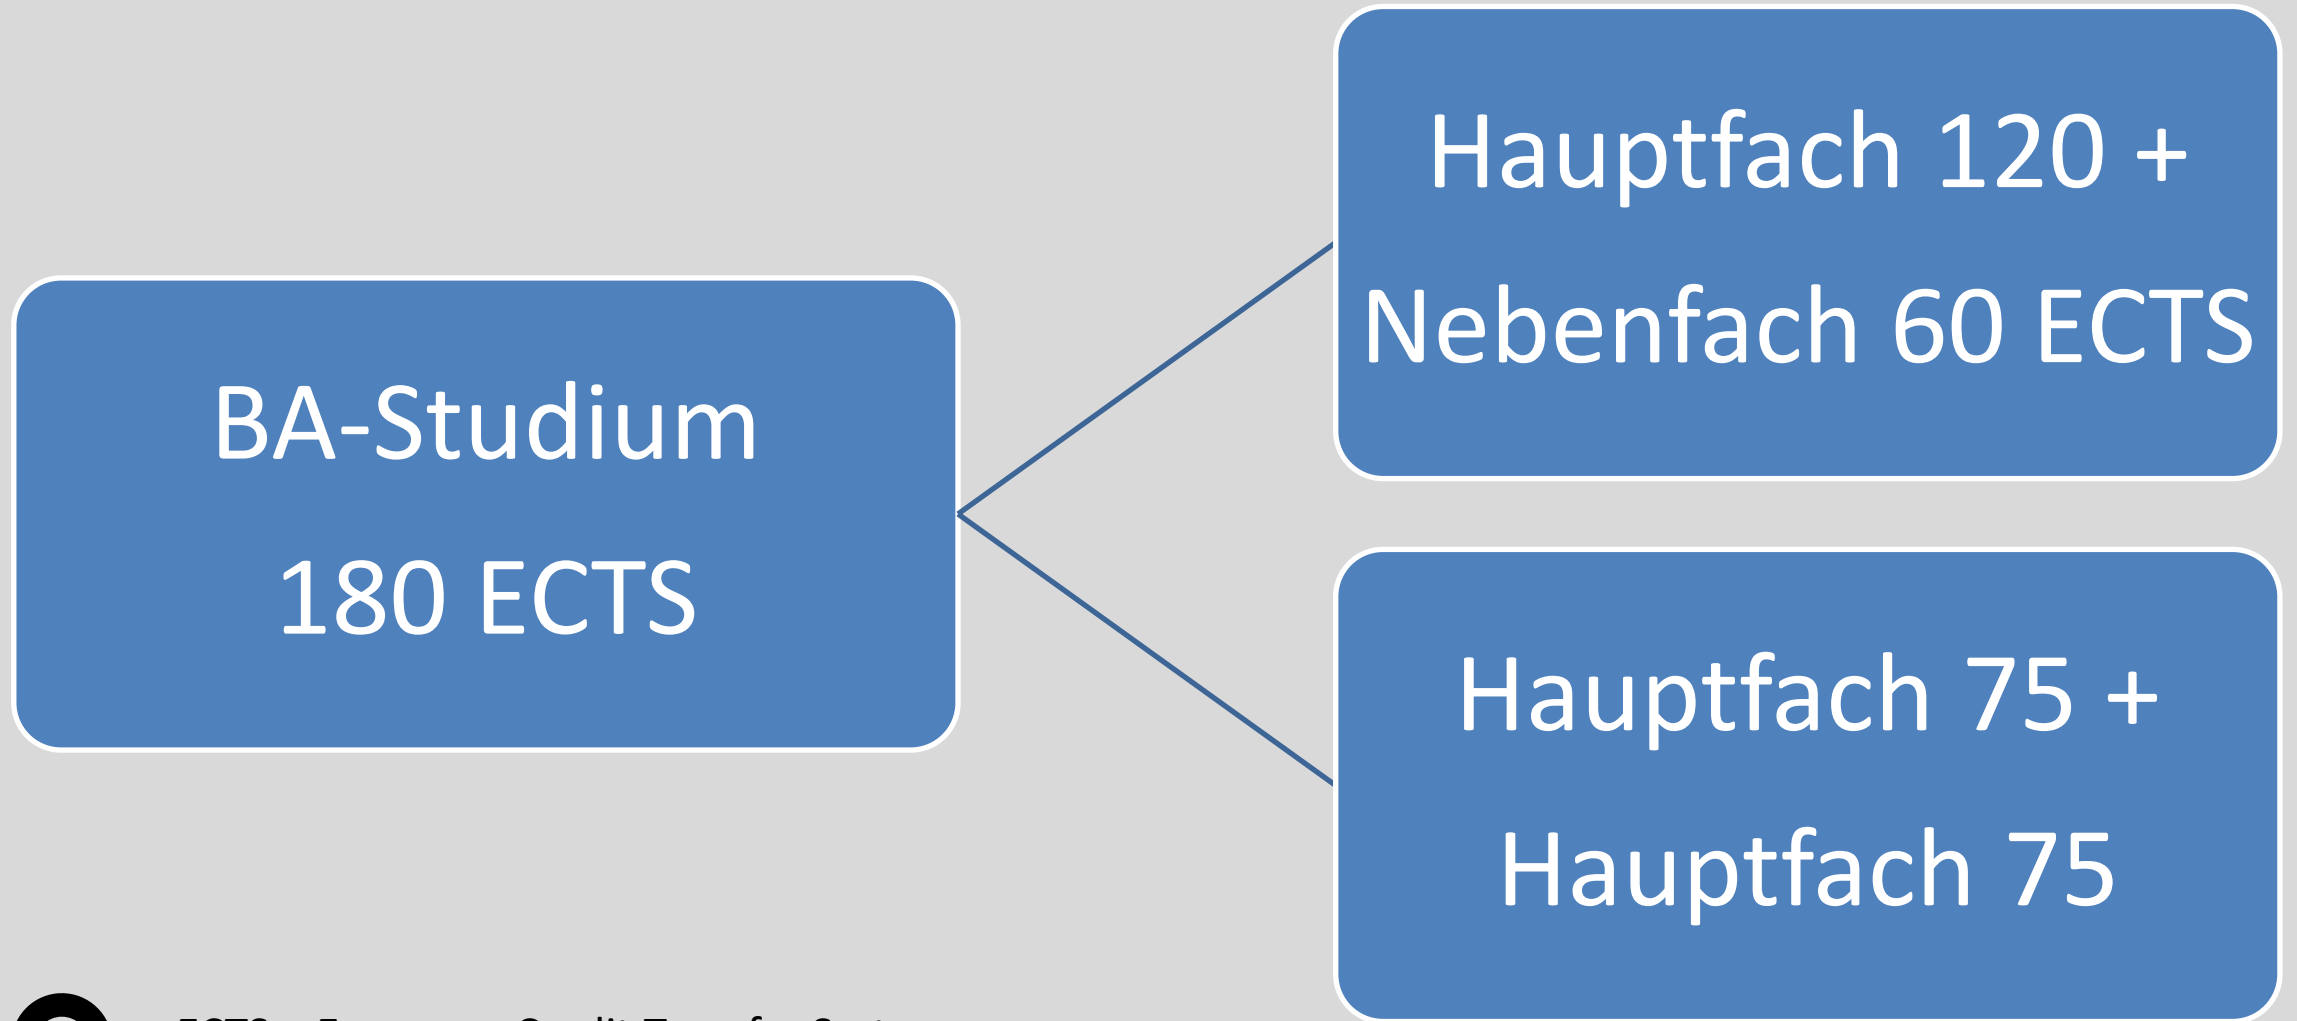 BA-Studium
180 ECTS
Hauptfach 120 +
Nebenfach 60 ECTS
Hauptfach 75 +
Hauptfach 75